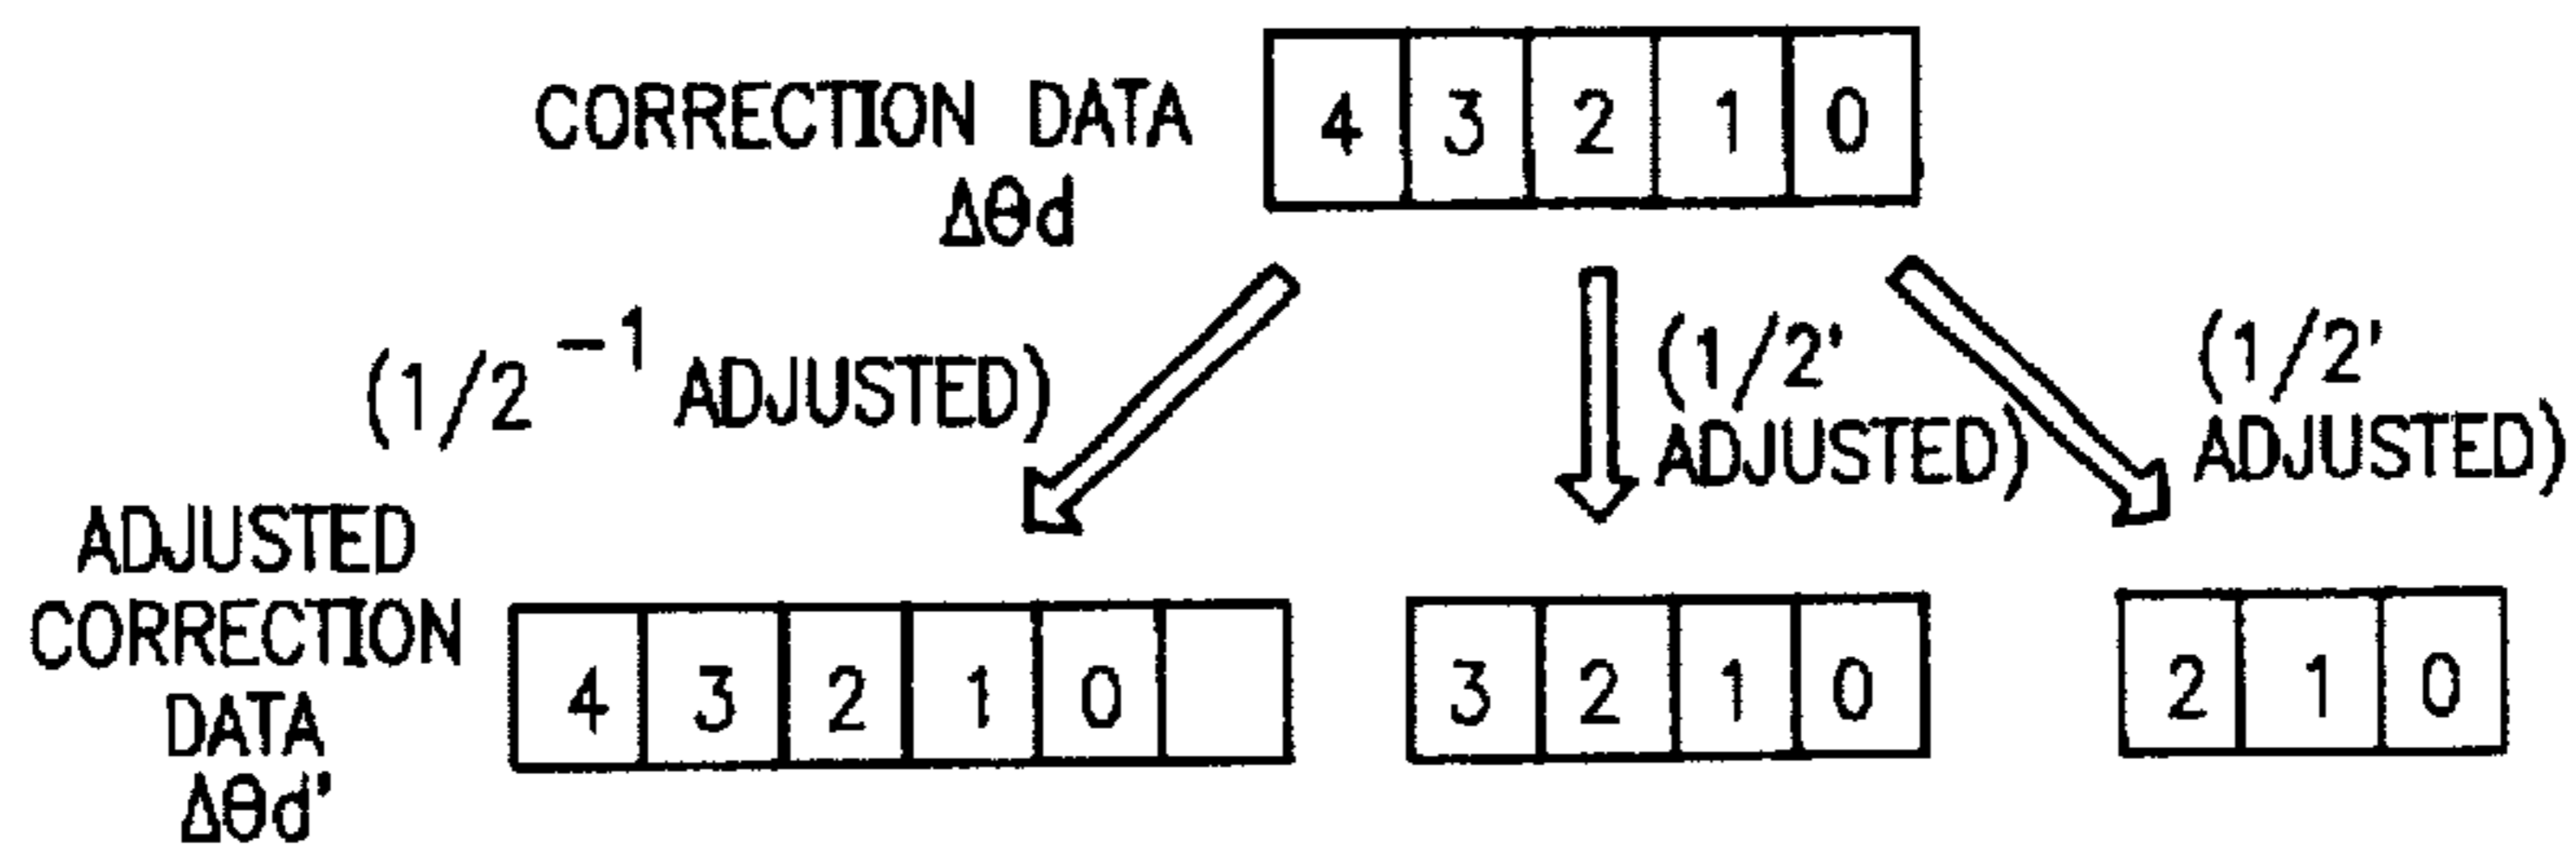 CORRECTION DATA 4 3 2 1 0
Δθd
(1/2⁻¹ ADJUSTED)
(1/2'
ADJUSTED)
(1/2'
ADJUSTED)
ADJUSTED
CORRECTION
DATA
Δθd'
4 3 2 1 0
3 2 1 0
2 1 0